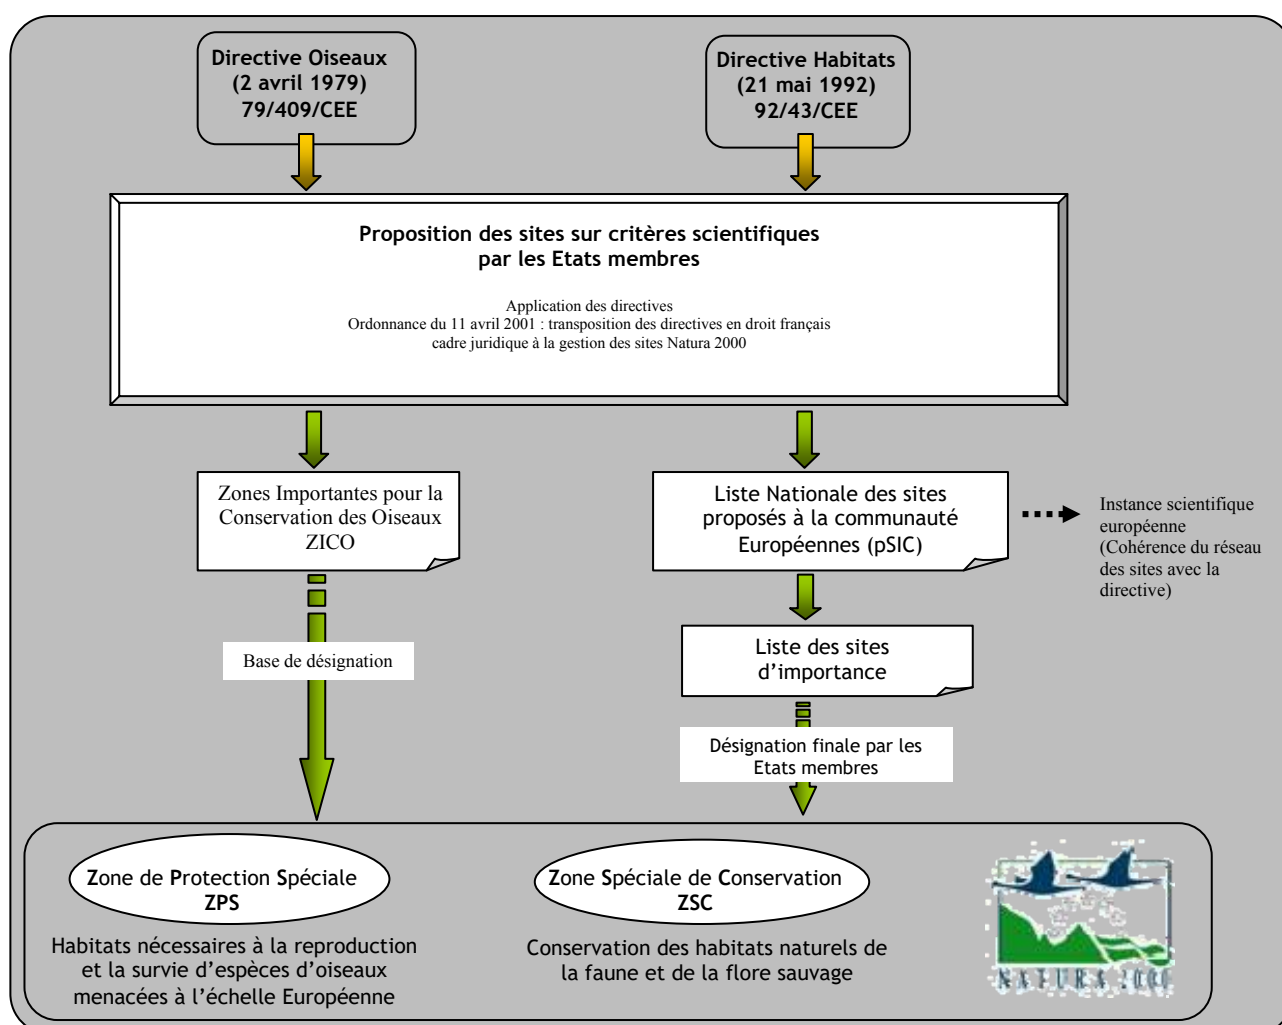 Directive Oiseaux
(2 avril 1979)
79/409/CEE
Directive Habitats
(21 mai 1992)
92/43/CEE
Proposition des sites sur critères scientifiques
par les Etats membres
Application des directives
Ordonnance du 11 avril 2001 : transposition des directives en droit français
cadre juridique à la gestion des sites Natura 2000
Zones Importantes pour la
Conservation des Oiseaux
ZICO
Liste Nationale des sites
proposés à la communauté
Européennes (pSIC)
Instance scientifique
européenne
(Cohérence du réseau
des sites avec la
directive)
Liste des sites
d’importance
Base de désignation
Désignation finale par les
Etats membres
Zone de Protection Spéciale
ZPS
Habitats nécessaires à la reproduction
et la survie d’espèces d’oiseaux
menacées à l’échelle Européenne
Zone Spéciale de Conservation
ZSC
Conservation des habitats naturels de
la faune et de la flore sauvage
NATURA 2000